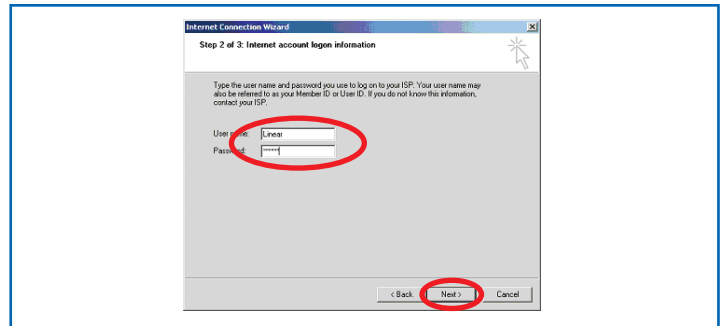 Internet Connection Wizard
Step 2 of 3: Internet account logon information
Type the user name and password you use to log on to your ISP. Your user name may
also be referred to as your Member ID or User ID. If you do not know this information,
contact your ISP.
User name: Linear
Password: ******
< Back Next > Cancel